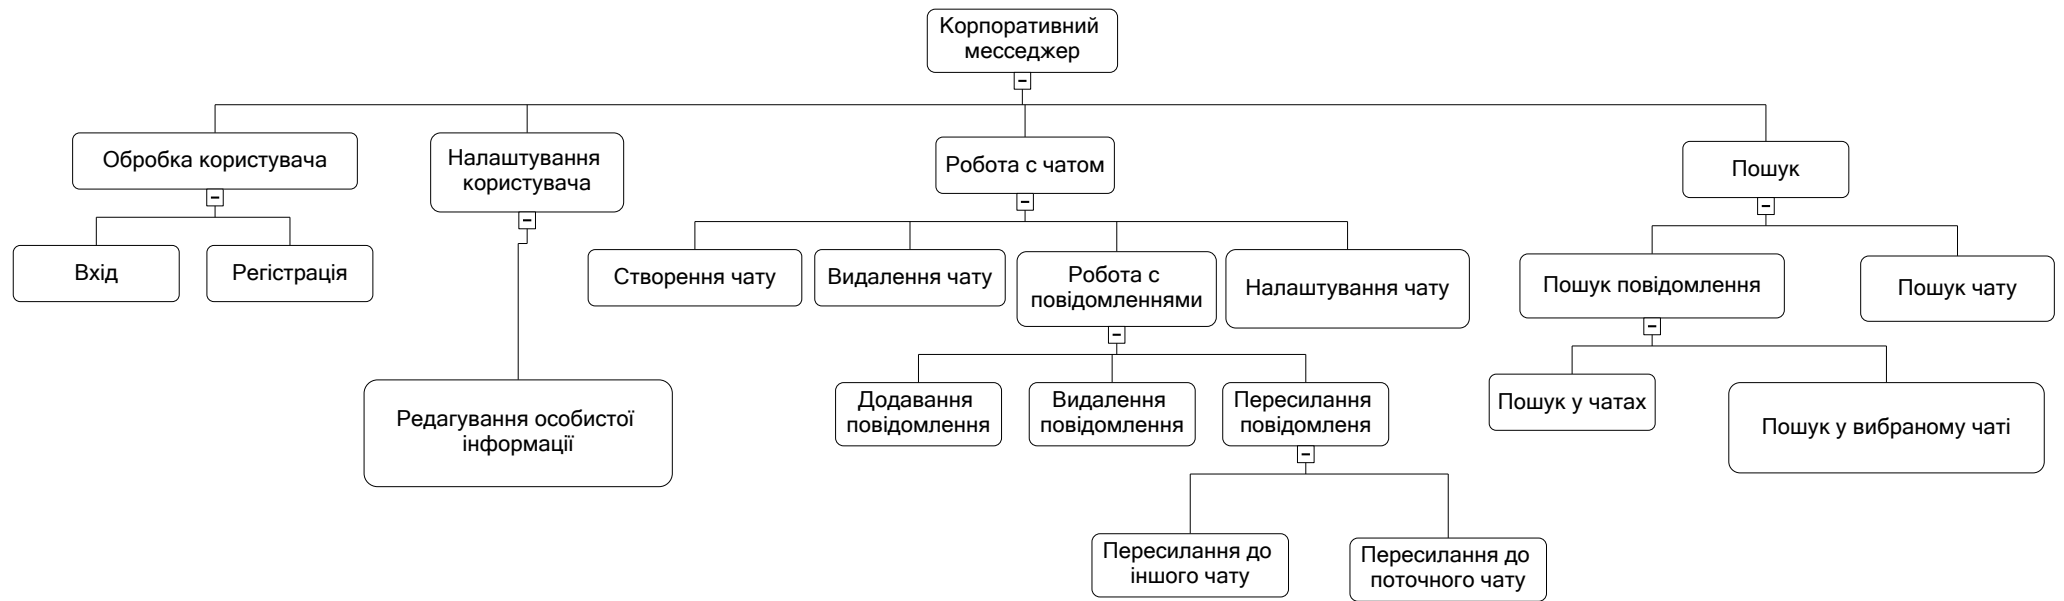 Корпоративний
месседжер
Обробка користувача
Налаштування
користувача
Робота с чатом
Пошук
Вхід
Регістрація
Створення чату
Видалення чату
Робота с
повідомленнями
Налаштування чату
Пошук повідомлення
Пошук чату
Редагування особистої
інформації
Додавання
повідомлення
Видалення
повідомлення
Пересилання
повідомленя
Пошук у чатах
Пошук у вибраному чаті
Пересилання до
іншого чату
Пересилання до
поточного чату